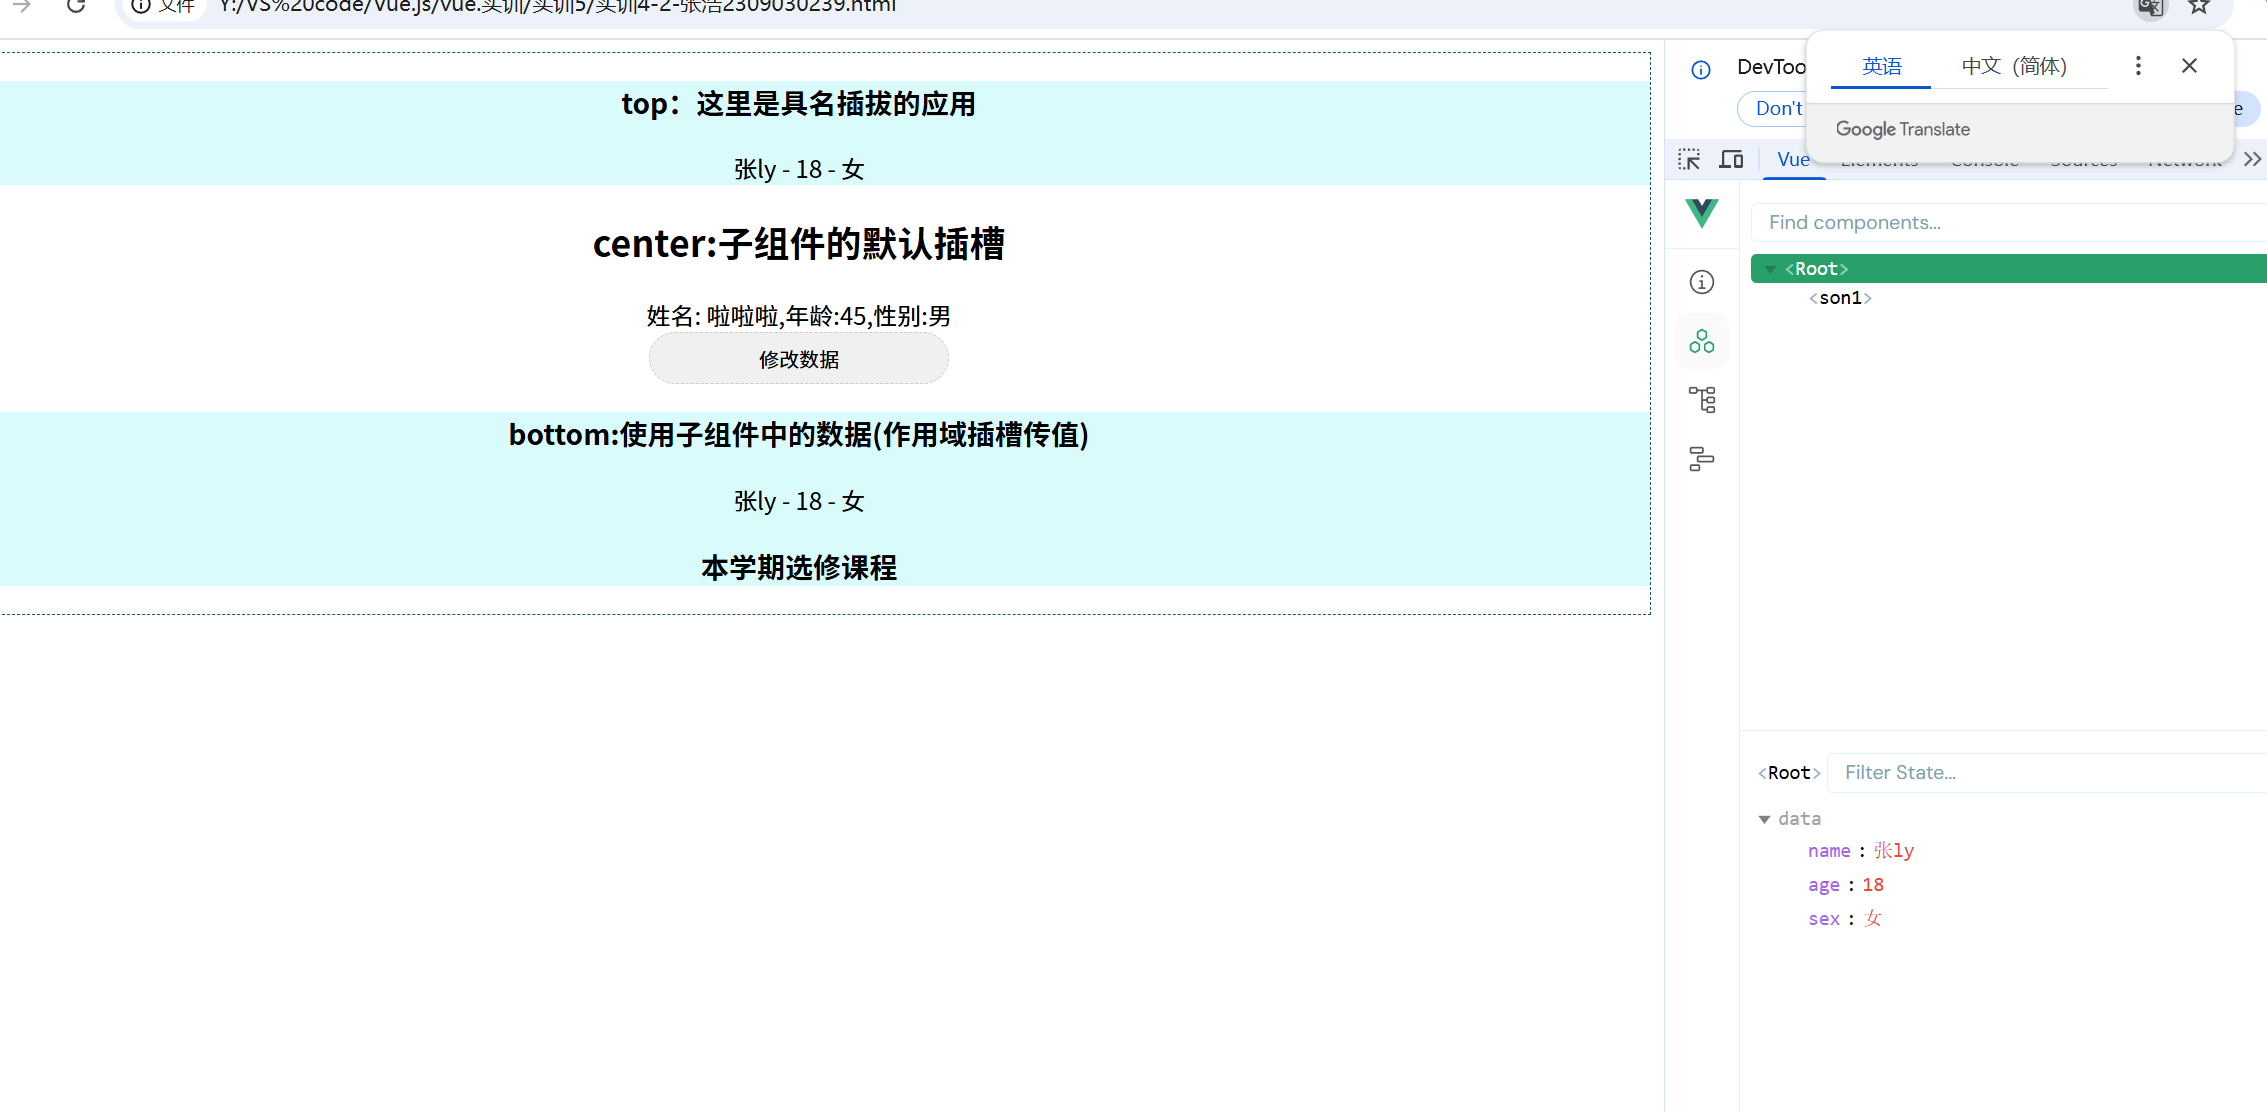 文件 Y:/VS%20code/Vue.js/vue.实训/实训5/实训4-2-张浩2309030239.html
top：这里是具名插拔的应用
张ly - 18 - 女
center:子组件的默认插槽
姓名: 啦啦啦,年龄:45,性别:男
修改数据
bottom:使用子组件中的数据(作用域插槽传值)
张ly - 18 - 女
本学期选修课程
DevToo
英语 中文（简体）
Don't
e
Google Translate
Vue Elements Console Sources Network
Find components...
<Root>
<son1>
<Root> Filter State...
data
name : 张ly
age : 18
sex : 女